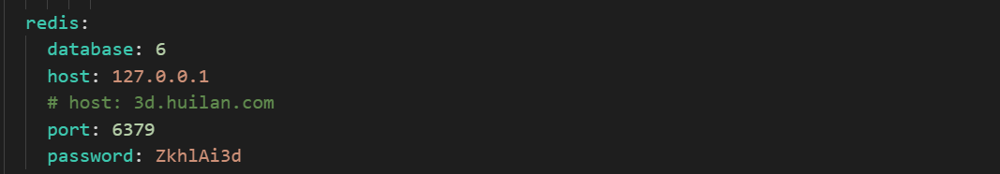 redis:
  database: 6
  host: 127.0.0.1
  # host: 3d.huilan.com
  port: 6379
  password: ZkhlAi3d